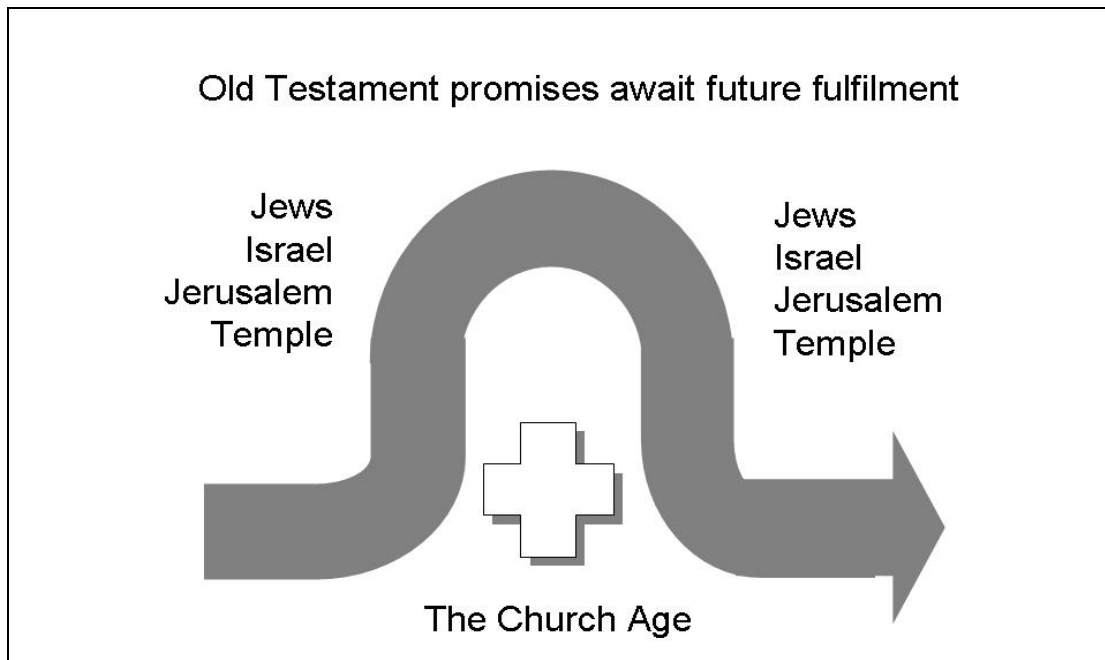 Old Testament promises await future fulfilment
Jews
Israel
Jerusalem
Temple
Jews
Israel
Jerusalem
Temple
The Church Age